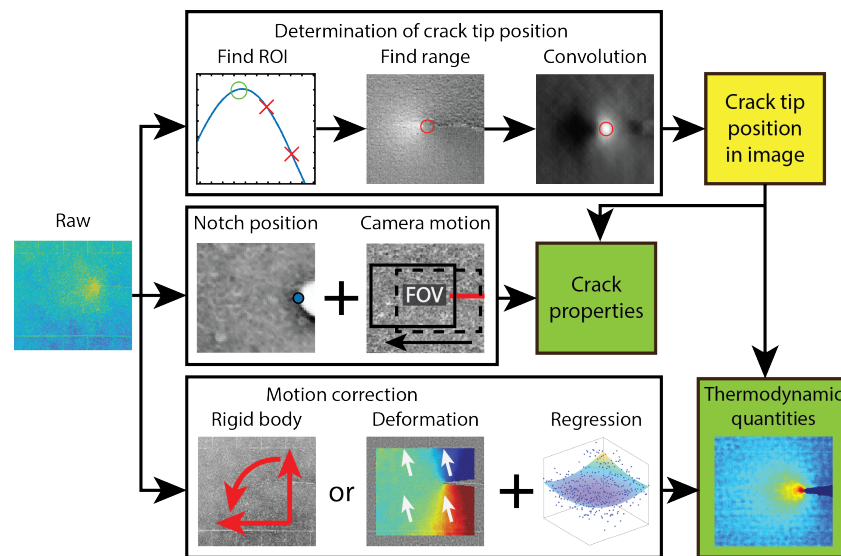 Determination of crack tip position
Find ROI
Find range
Convolution
Crack tip
position
in image
Raw
Notch position
Camera motion
FOV
Crack
properties
Motion correction
Rigid body
Deformation
Regression
or
Thermodynamic
quantities